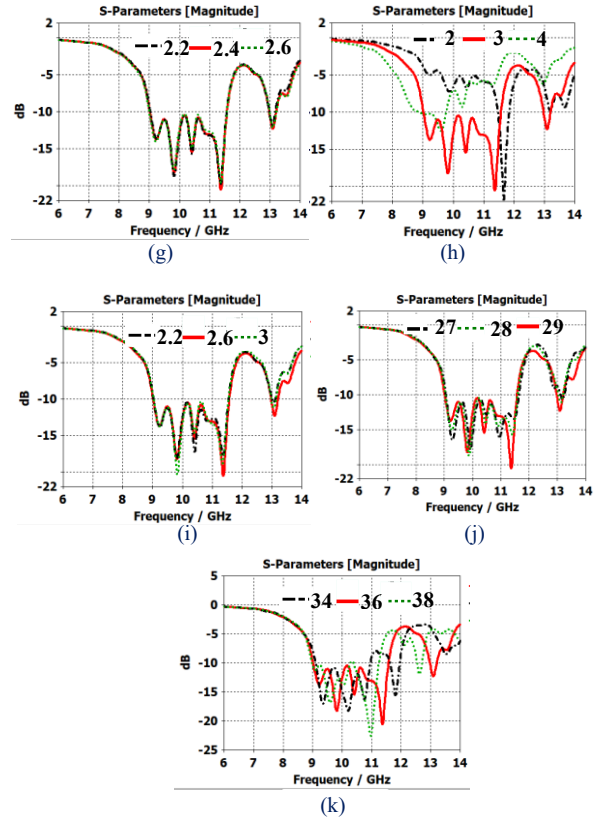 S-Parameters [Magnitude]
2
2.2 2.4 2.6
-5
-10
-15
-22
dB
6 7 8 9 10 11 12 13 14
Frequency / GHz
(g)
S-Parameters [Magnitude]
2
2 3 4
-5
-10
-15
-22
dB
6 7 8 9 10 11 12 13 14
Frequency / GHz
(h)
S-Parameters [Magnitude]
2
2.2 2.6 3
-5
-10
-15
-22
dB
6 7 8 9 10 11 12 13 14
Frequency / GHz
(i)
S-Parameters [Magnitude]
2
27 28 29
-5
-10
-15
-22
dB
6 7 8 9 10 11 12 13 14
Frequency / GHz
(j)
S-Parameters [Magnitude]
5
0
34 36 38
-5
-10
-15
-20
-25
dB
6 7 8 9 10 11 12 13 14
Frequency / GHz
(k)